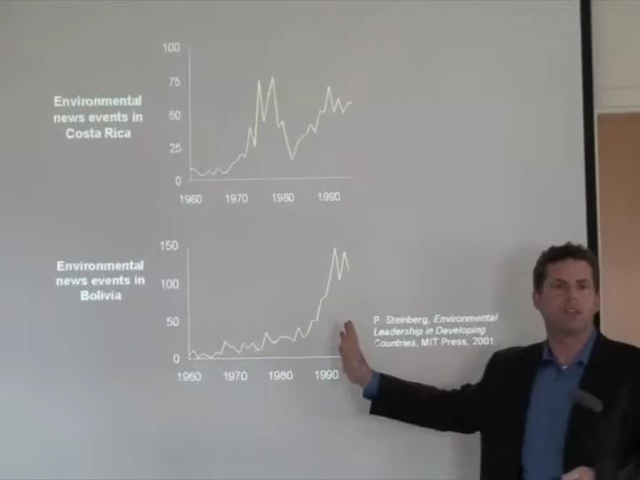 100
Environmental
news events in
Costa Rica
75
50
25
0
1960 1970 1980 1990
150
Environmental
news events in
Bolivia
100
50
0
1960 1970 1980 1990
P. Steinberg, Environmental
Leadership in Developing
Countries, MIT Press, 2001.